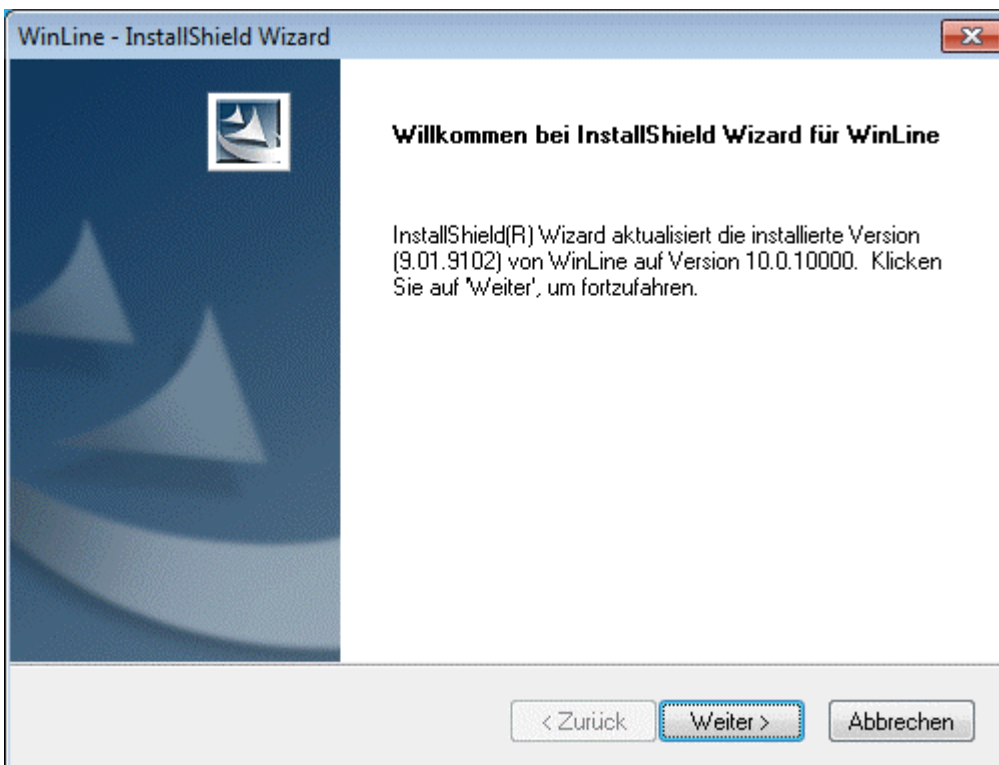 WinLine - InstallShield Wizard
Willkommen bei InstallShield Wizard für WinLine
InstallShield(R) Wizard aktualisiert die installierte Version
(9.01.9102) von WinLine auf Version 10.0.10000.  Klicken
Sie auf 'Weiter', um fortzufahren.
< Zurück
Weiter >
Abbrechen